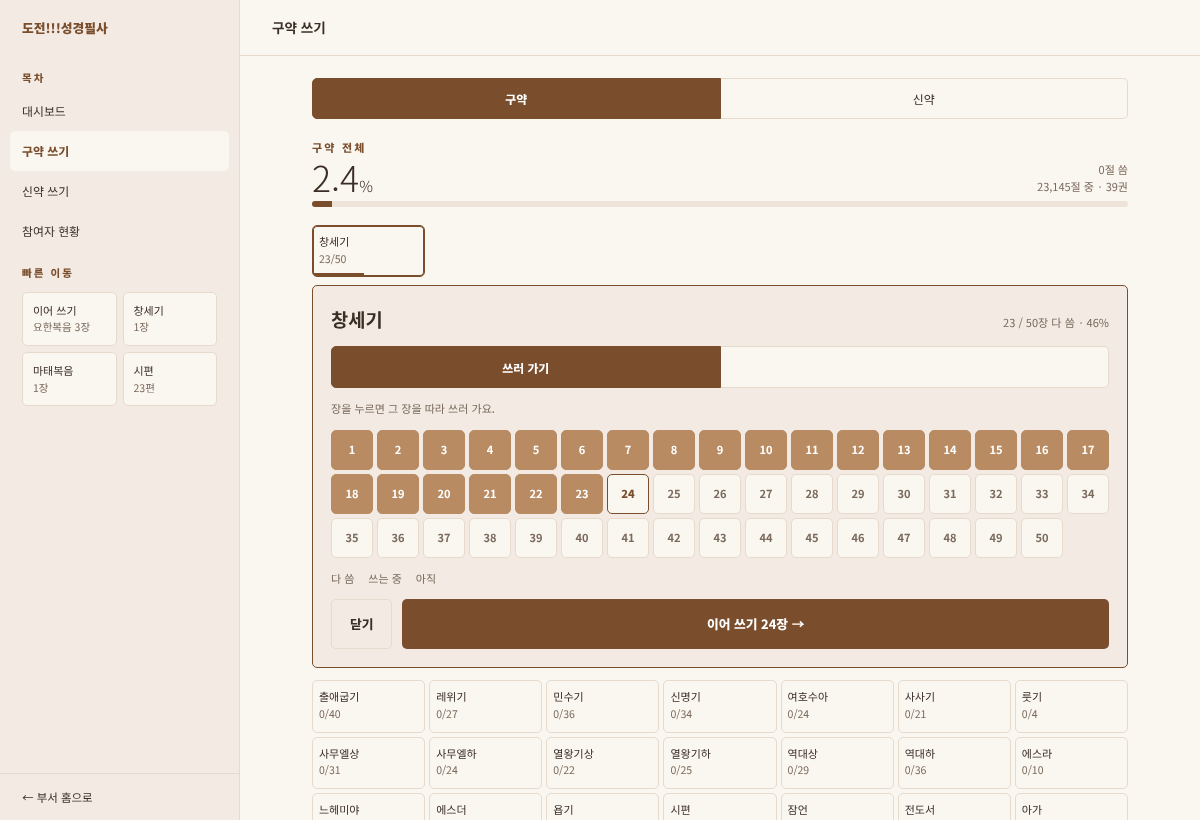 도전!!!성경필사
목차
대시보드
구약 쓰기
신약 쓰기
참여자 현황
빠른 이동
이어 쓰기
요한복음 3장
창세기
1장
마태복음
1장
시편
23편
← 부서 홈으로
구약 쓰기
구약
신약
구약 전체
2.4%
0절 씀
23,145절 중 · 39권
창세기
23/50
창세기
23 / 50장 다 씀 · 46%
쓰러 가기
장을 누르면 그 장을 따라 쓰러 가요.
1 2 3 4 5 6 7 8 9 10 11 12 13 14 15 16 17
18 19 20 21 22 23 24 25 26 27 28 29 30 31 32 33 34
35 36 37 38 39 40 41 42 43 44 45 46 47 48 49 50
다 씀 쓰는 중 아직
닫기
이어 쓰기 24장 →
출애굽기 레위기 민수기 신명기 여호수아 사사기 룻기
0/40 0/27 0/36 0/34 0/24 0/21 0/4
사무엘상 사무엘하 열왕기상 열왕기하 역대상 역대하 에스라
0/31 0/24 0/22 0/25 0/29 0/36 0/10
느헤미야 에스더 욥기 시편 잠언 전도서 아가